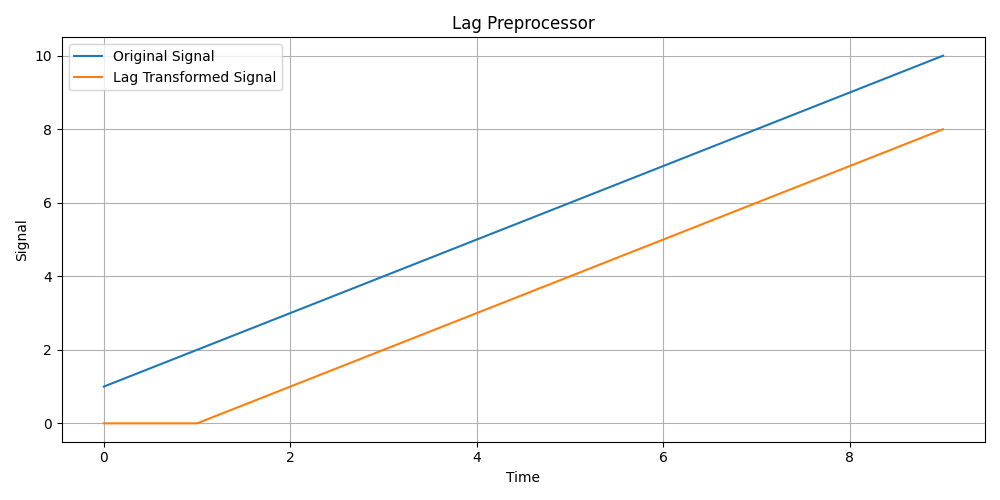 Lag Preprocessor
Original Signal
Lag Transformed Signal
Signal
10
8
6
4
2
0
0 2 4 6 8
Time